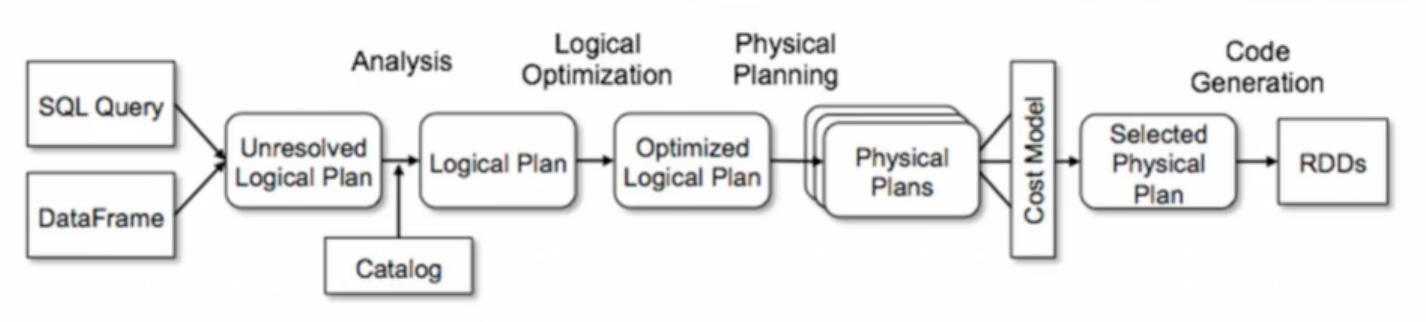 Analysis
Logical
Optimization
Physical
Planning
Code
Generation
SQL Query
DataFrame
Unresolved
Logical Plan
Catalog
Logical Plan
Optimized
Logical Plan
Physical
Plans
Cost Model
Selected
Physical
Plan
RDDs